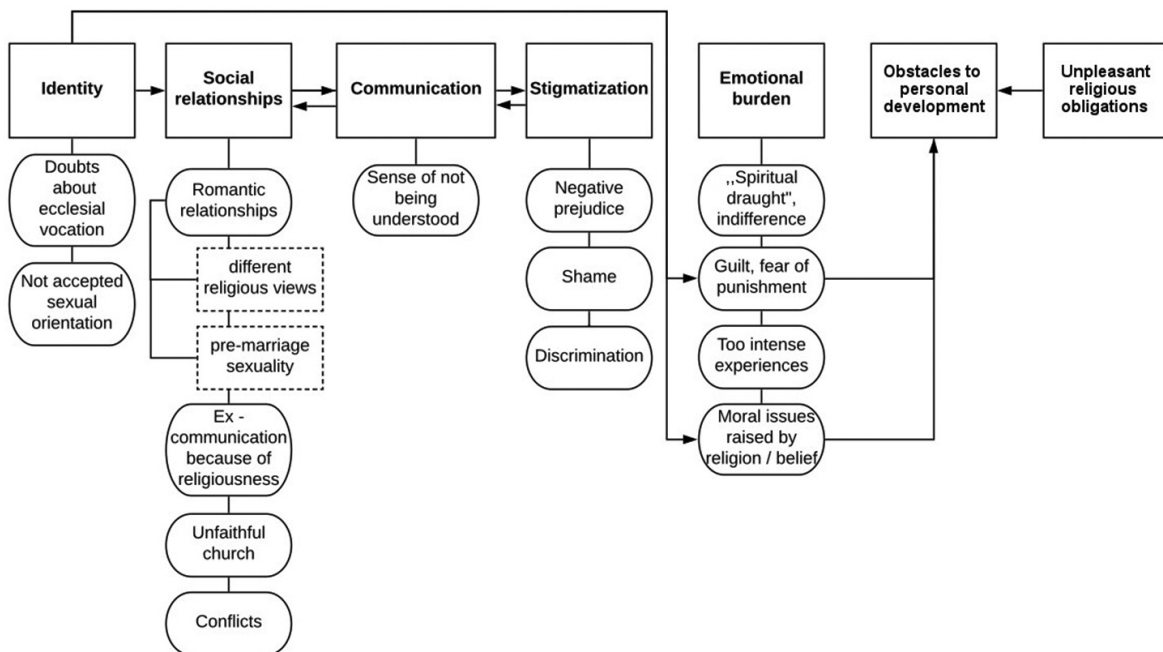 Identity
Social
relationships
Communication
Stigmatization
Emotional
burden
Obstacles to
personal
development
Unpleasant
religious
obligations
Doubts
about
ecclesial
vocation
Not accepted
sexual
orientation
Romantic
relationships
different
religious views
pre-marriage
sexuality
Ex -
communication
because of
religiousness
Unfaithful
church
Conflicts
Sense of not
being
understood
Negative
prejudice
Shame
Discrimination
,,Spiritual
draught",
indifference
Guilt, fear of
punishment
Too intense
experiences
Moral issues
raised by
religion / belief